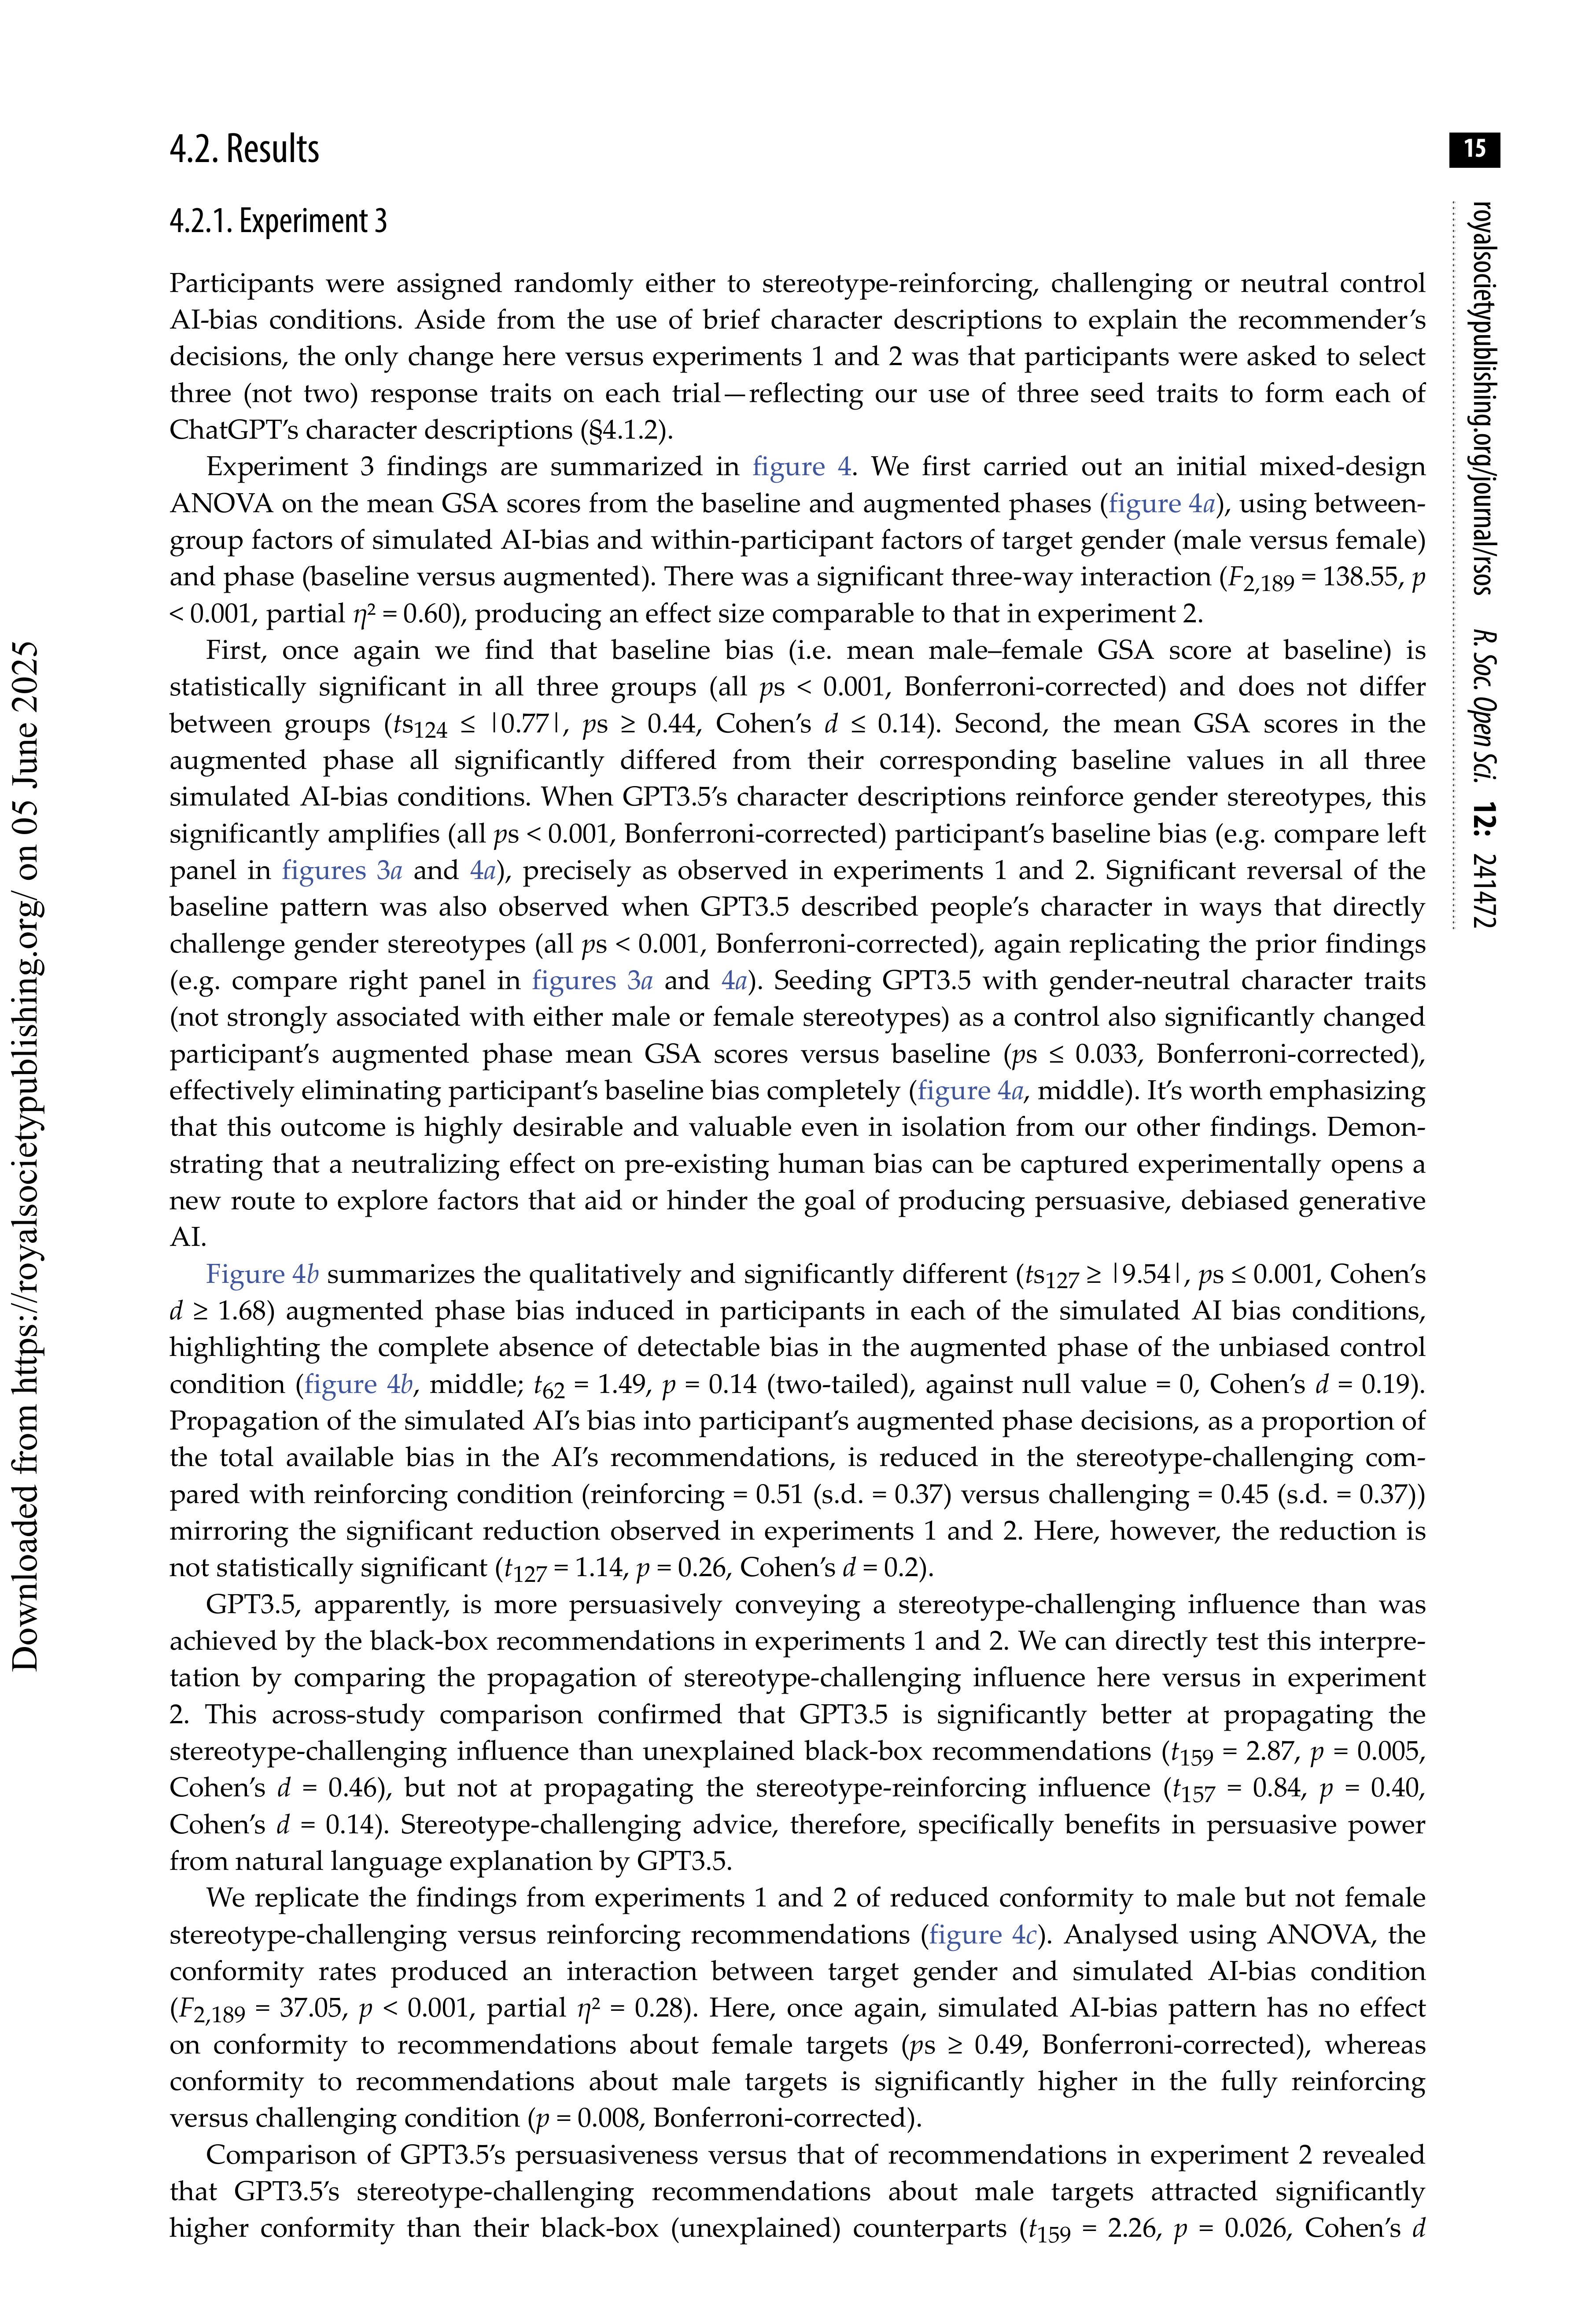 4.2. Results
4.2.1. Experiment 3
Participants were assigned randomly either to stereotype-reinforcing, challenging or neutral control
AI-bias conditions. Aside from the use of brief character descriptions to explain the recommender’s
decisions, the only change here versus experiments 1 and 2 was that participants were asked to select
three (not two) response traits on each trial—reflecting our use of three seed traits to form each of
ChatGPT’s character descriptions (§4.1.2).
Experiment 3 findings are summarized in figure 4. We first carried out an initial mixed-design
ANOVA on the mean GSA scores from the baseline and augmented phases (figure 4a), using between-
group factors of simulated AI-bias and within-participant factors of target gender (male versus female)
and phase (baseline versus augmented). There was a significant three-way interaction (F2,189 = 138.55, p
< 0.001, partial η² = 0.60), producing an effect size comparable to that in experiment 2.
First, once again we find that baseline bias (i.e. mean male–female GSA score at baseline) is
statistically significant in all three groups (all ps < 0.001, Bonferroni-corrected) and does not differ
between groups (ts124 ≤ |0.77|, ps ≥ 0.44, Cohen’s d ≤ 0.14). Second, the mean GSA scores in the
augmented phase all significantly differed from their corresponding baseline values in all three
simulated AI-bias conditions. When GPT3.5’s character descriptions reinforce gender stereotypes, this
significantly amplifies (all ps < 0.001, Bonferroni-corrected) participant’s baseline bias (e.g. compare left
panel in figures 3a and 4a), precisely as observed in experiments 1 and 2. Significant reversal of the
baseline pattern was also observed when GPT3.5 described people’s character in ways that directly
challenge gender stereotypes (all ps < 0.001, Bonferroni-corrected), again replicating the prior findings
(e.g. compare right panel in figures 3a and 4a). Seeding GPT3.5 with gender-neutral character traits
(not strongly associated with either male or female stereotypes) as a control also significantly changed
participant’s augmented phase mean GSA scores versus baseline (ps ≤ 0.033, Bonferroni-corrected),
effectively eliminating participant’s baseline bias completely (figure 4a, middle). It’s worth emphasizing
that this outcome is highly desirable and valuable even in isolation from our other findings. Demon-
strating that a neutralizing effect on pre-existing human bias can be captured experimentally opens a
new route to explore factors that aid or hinder the goal of producing persuasive, debiased generative
AI.
Figure 4b summarizes the qualitatively and significantly different (ts127 ≥ |9.54|, ps ≤ 0.001, Cohen’s
d ≥ 1.68) augmented phase bias induced in participants in each of the simulated AI bias conditions,
highlighting the complete absence of detectable bias in the augmented phase of the unbiased control
condition (figure 4b, middle; t62 = 1.49, p = 0.14 (two-tailed), against null value = 0, Cohen’s d = 0.19).
Propagation of the simulated AI’s bias into participant’s augmented phase decisions, as a proportion of
the total available bias in the AI’s recommendations, is reduced in the stereotype-challenging com-
pared with reinforcing condition (reinforcing = 0.51 (s.d. = 0.37) versus challenging = 0.45 (s.d. = 0.37))
mirroring the significant reduction observed in experiments 1 and 2. Here, however, the reduction is
not statistically significant (t127 = 1.14, p = 0.26, Cohen’s d = 0.2).
GPT3.5, apparently, is more persuasively conveying a stereotype-challenging influence than was
achieved by the black-box recommendations in experiments 1 and 2. We can directly test this interpre-
tation by comparing the propagation of stereotype-challenging influence here versus in experiment
2. This across-study comparison confirmed that GPT3.5 is significantly better at propagating the
stereotype-challenging influence than unexplained black-box recommendations (t159 = 2.87, p = 0.005,
Cohen’s d = 0.46), but not at propagating the stereotype-reinforcing influence (t157 = 0.84, p = 0.40,
Cohen’s d = 0.14). Stereotype-challenging advice, therefore, specifically benefits in persuasive power
from natural language explanation by GPT3.5.
We replicate the findings from experiments 1 and 2 of reduced conformity to male but not female
stereotype-challenging versus reinforcing recommendations (figure 4c). Analysed using ANOVA, the
conformity rates produced an interaction between target gender and simulated AI-bias condition
(F2,189 = 37.05, p < 0.001, partial η² = 0.28). Here, once again, simulated AI-bias pattern has no effect
on conformity to recommendations about female targets (ps ≥ 0.49, Bonferroni-corrected), whereas
conformity to recommendations about male targets is significantly higher in the fully reinforcing
versus challenging condition (p = 0.008, Bonferroni-corrected).
Comparison of GPT3.5’s persuasiveness versus that of recommendations in experiment 2 revealed
that GPT3.5’s stereotype-challenging recommendations about male targets attracted significantly
higher conformity than their black-box (unexplained) counterparts (t159 = 2.26, p = 0.026, Cohen’s d
15
royalsocietypublishing.org/journal/rsos R. Soc. Open Sci. 12: 241472
Downloaded from https://royalsocietypublishing.org/ on 05 June 2025